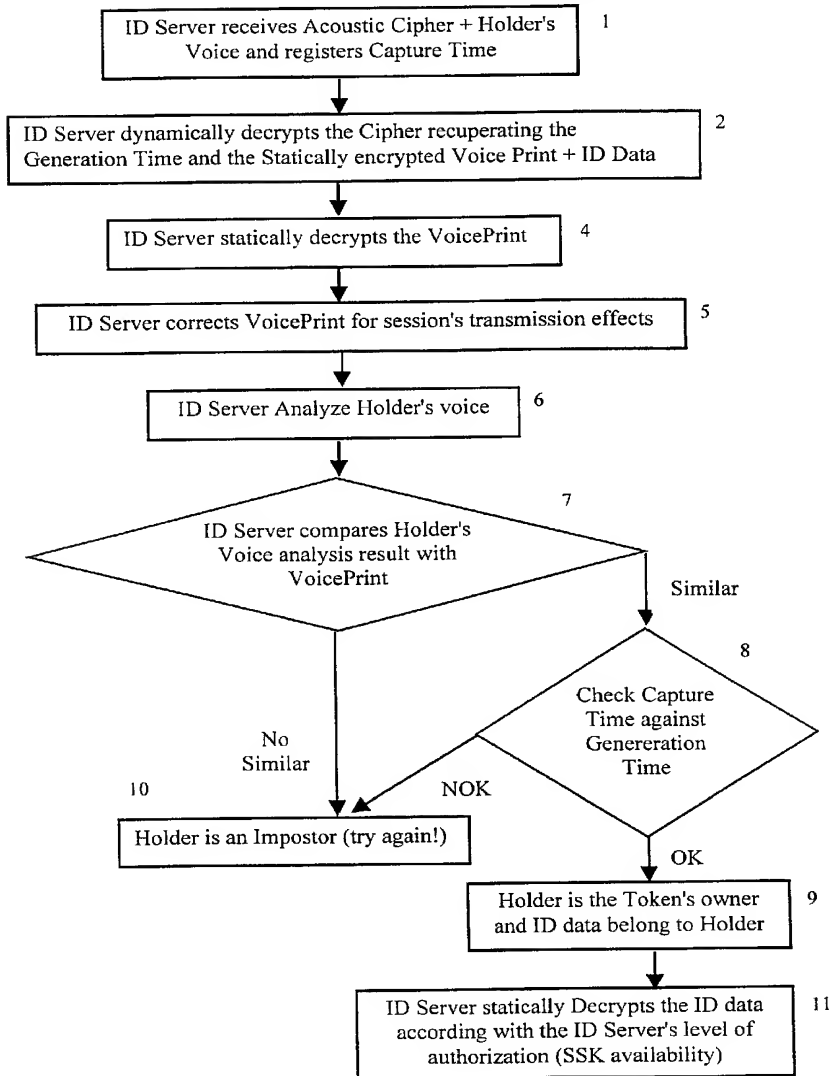 ID Server receives Acoustic Cipher + Holder's
Voice and registers Capture Time
1
ID Server dynamically decrypts the Cipher recuperating the
Generation Time and the Statically encrypted Voice Print + ID Data
2
ID Server statically decrypts the VoicePrint
4
ID Server corrects VoicePrint for session's transmission effects
5
ID Server Analyze Holder's voice
6
7
ID Server compares Holder's
Voice analysis result with
VoicePrint
Similar
8
Check Capture
Time against
Genereration
Time
No
Similar
NOK
10
Holder is an Impostor (try again!)
OK
Holder is the Token's owner
and ID data belong to Holder
9
ID Server statically Decrypts the ID data
according with the ID Server's level of
authorization (SSK availability)
11